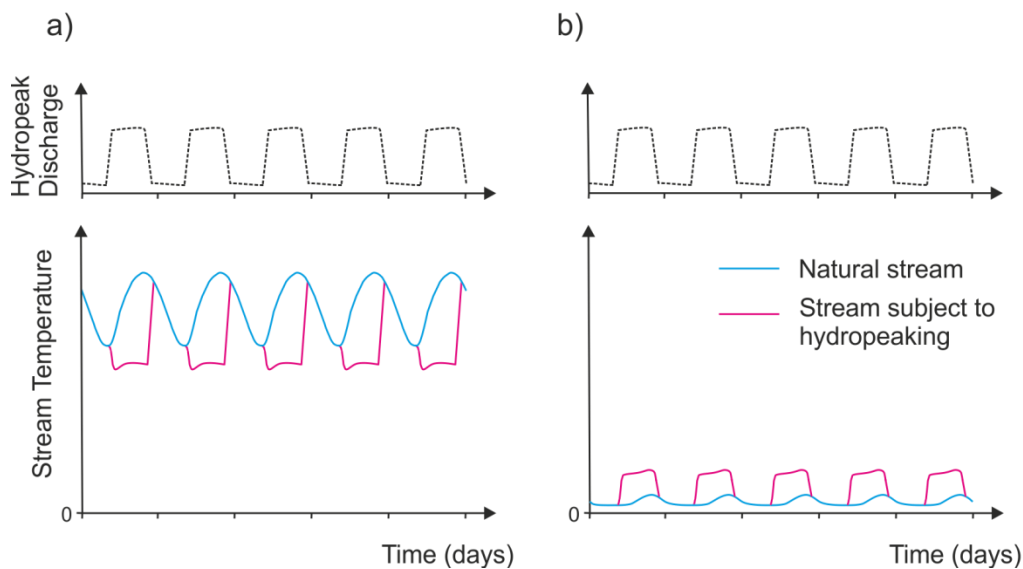 a)
Hydropeak
Discharge
Stream Temperature
0
Time (days)
b)
Natural stream
Stream subject to
hydropeaking
0
Time (days)